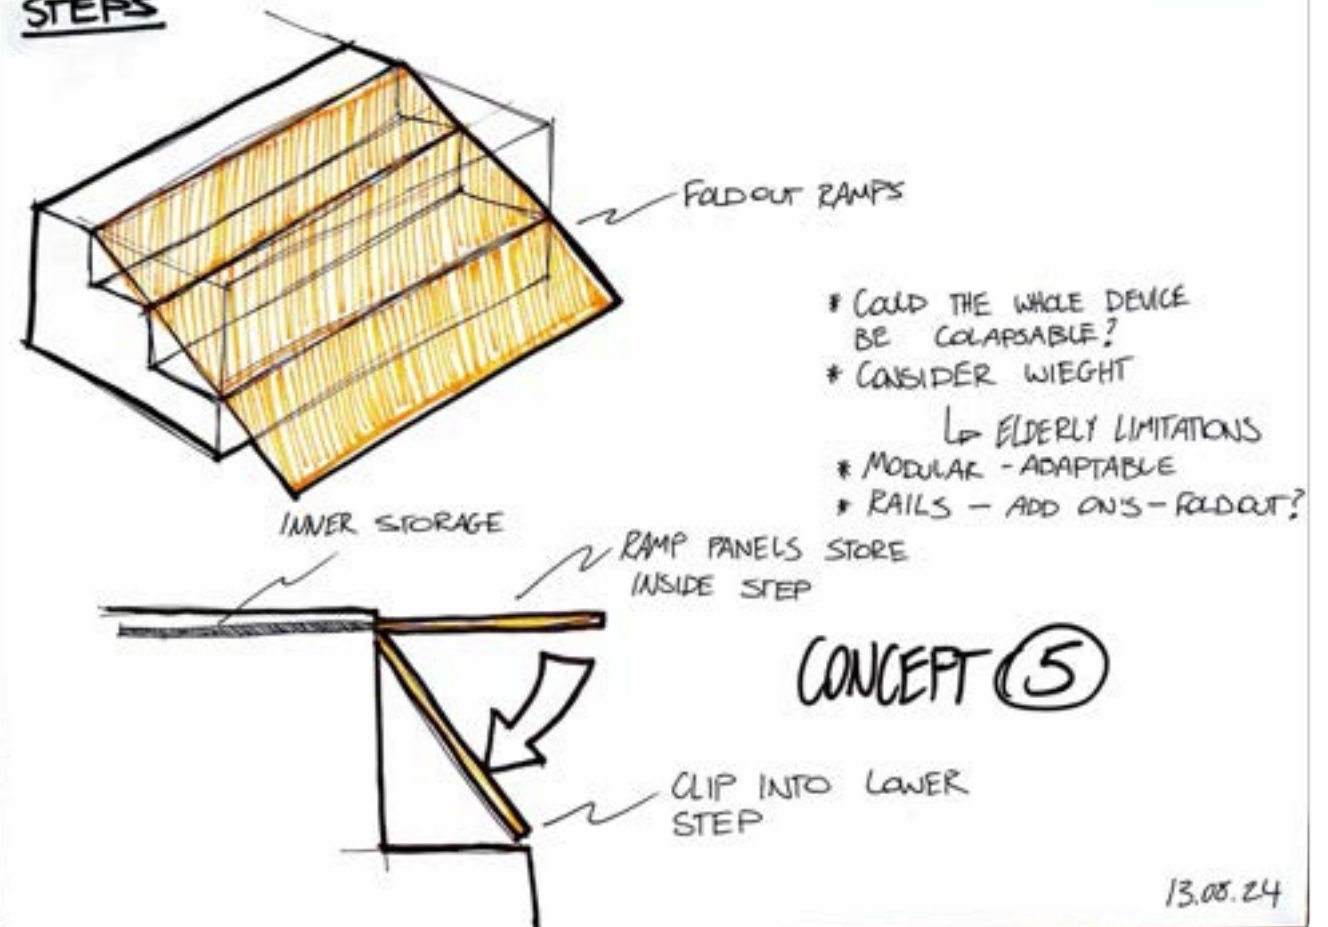 STEPS
FOLDOUT RAMPS
* COULD THE WHOLE DEVICE
BE COLAPSABLE?
* CONSIDER WIEGHT
ELDERLY LIMITATIONS
* MODULAR - ADAPTABLE
* RAILS - ADD ON'S - FOLDOUT?
INNER STORAGE
RAMP PANELS STORE
INSIDE STEP
CONCEPT 5
CLIP INTO LOWER
STEP
13.08.24